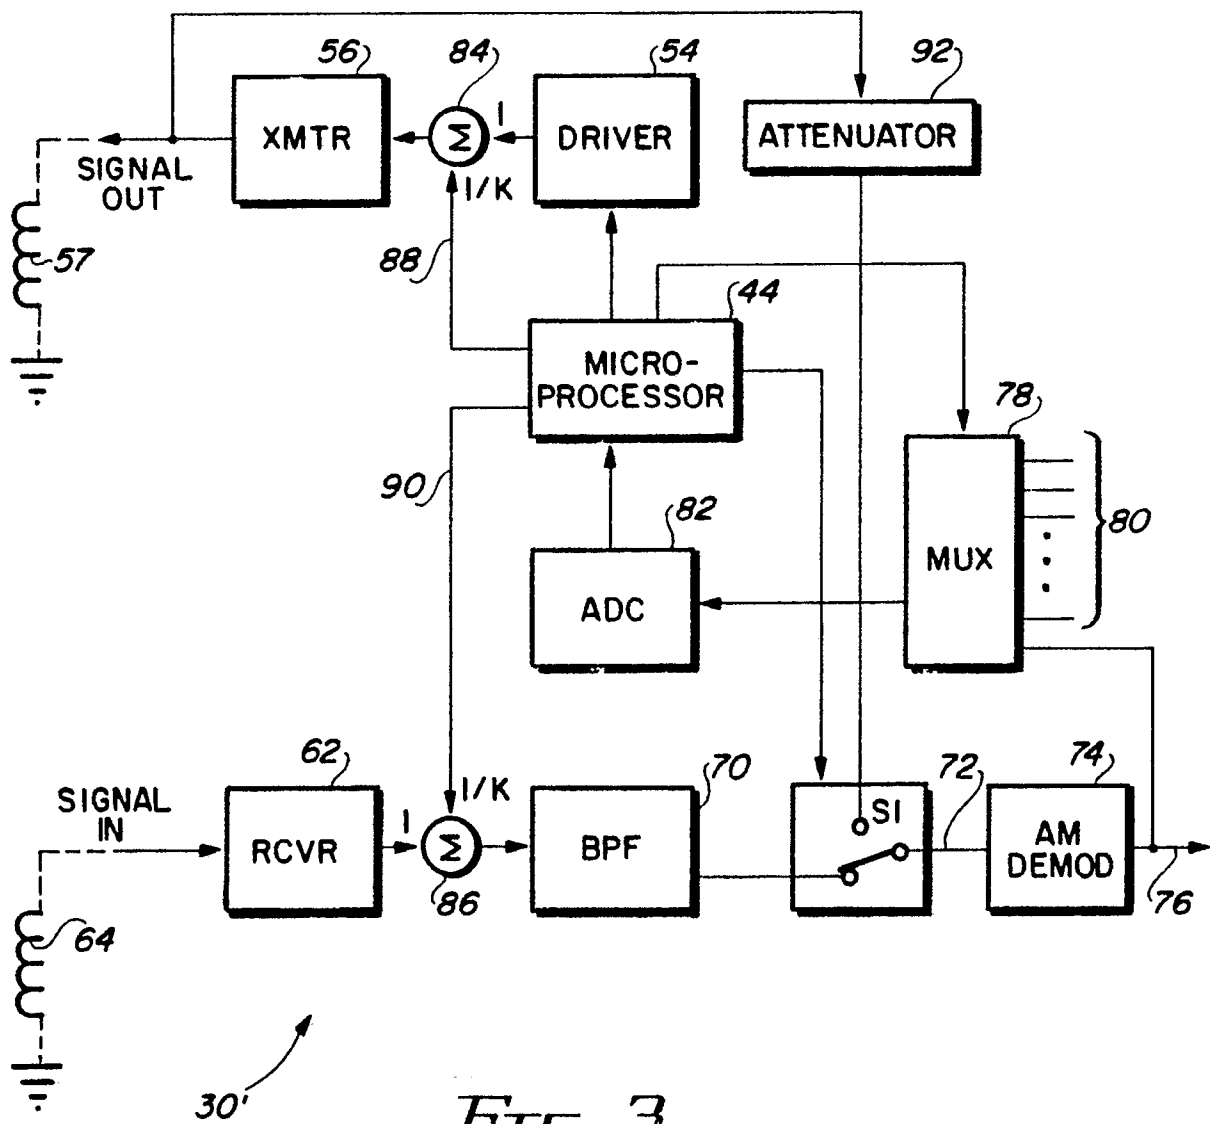 56
84
54
92
XMTR
Σ
1
DRIVER
ATTENUATOR
SIGNAL
OUT
1/K
57
88
44
MICRO-
PROCESSOR
78
90
82
80
MUX
ADC
62
70
72
74
SIGNAL
IN
1/K
1
S1
RCVR
Σ
BPF
AM
DEMOD
86
76
64
30'
FIG. 3